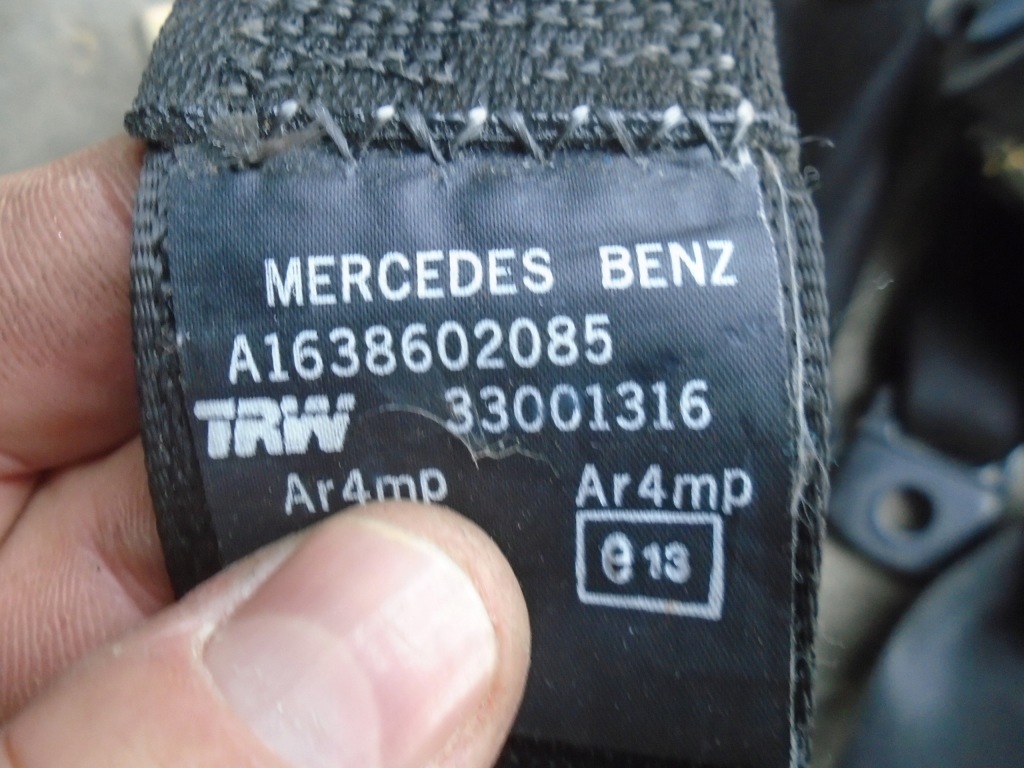 MERCEDES BENZ
A1638602085
TRW 33001316
Ar4mp Ar4mp
e13